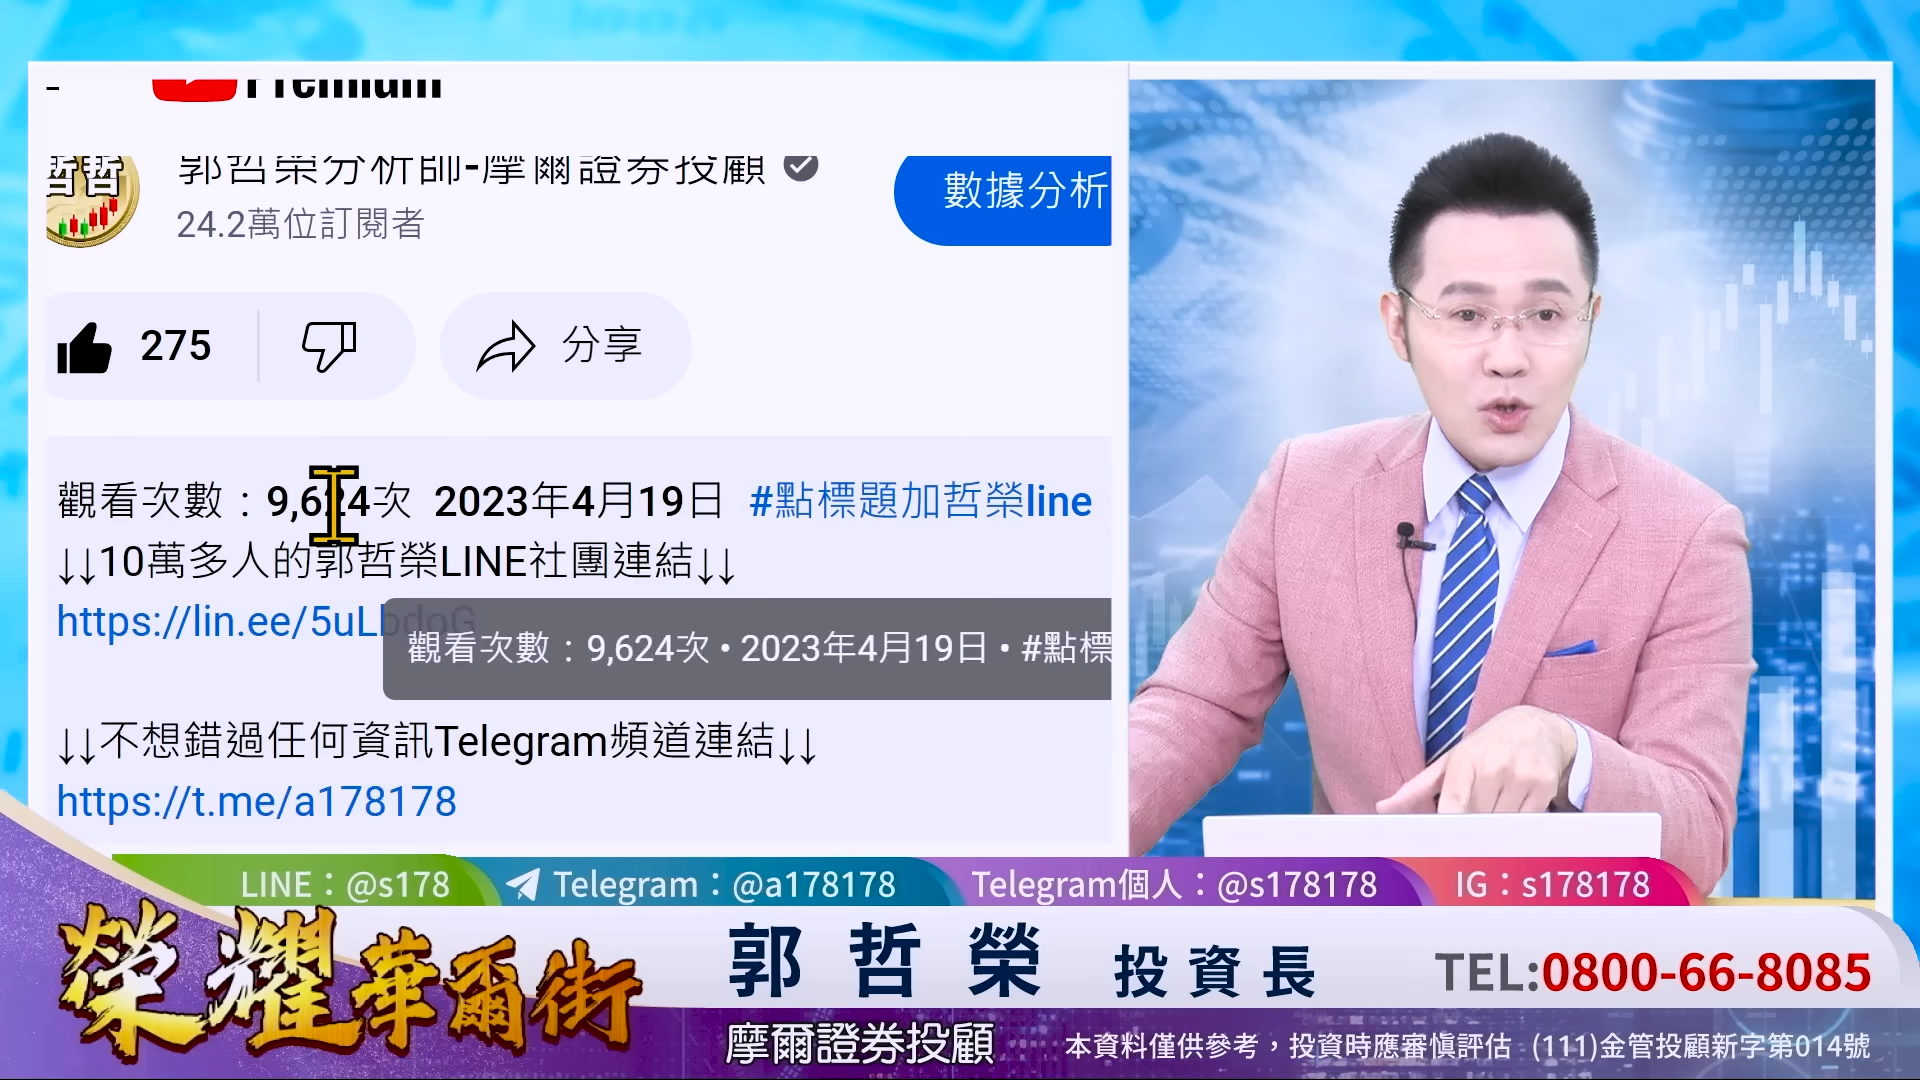 Premium
哲哲
郭哲榮分析師-摩爾證券投顧
24.2萬位訂閱者
數據分析
275
分享
觀看次數：9,624次 2023年4月19日 #點標題加哲榮line
↓↓10萬多人的郭哲榮LINE社團連結↓↓
https://lin.ee/5uLbdoG
觀看次數：9,624次 • 2023年4月19日 • #點標
↓↓不想錯過任何資訊Telegram頻道連結↓↓
https://t.me/a178178
LINE：@s178 Telegram：@a178178 Telegram個人：@s178178 IG：s178178
榮耀華爾街
郭哲榮 投資長 TEL:0800-66-8085
摩爾證券投顧 本資料僅供參考，投資時應審慎評估 (111)金管投顧新字第014號